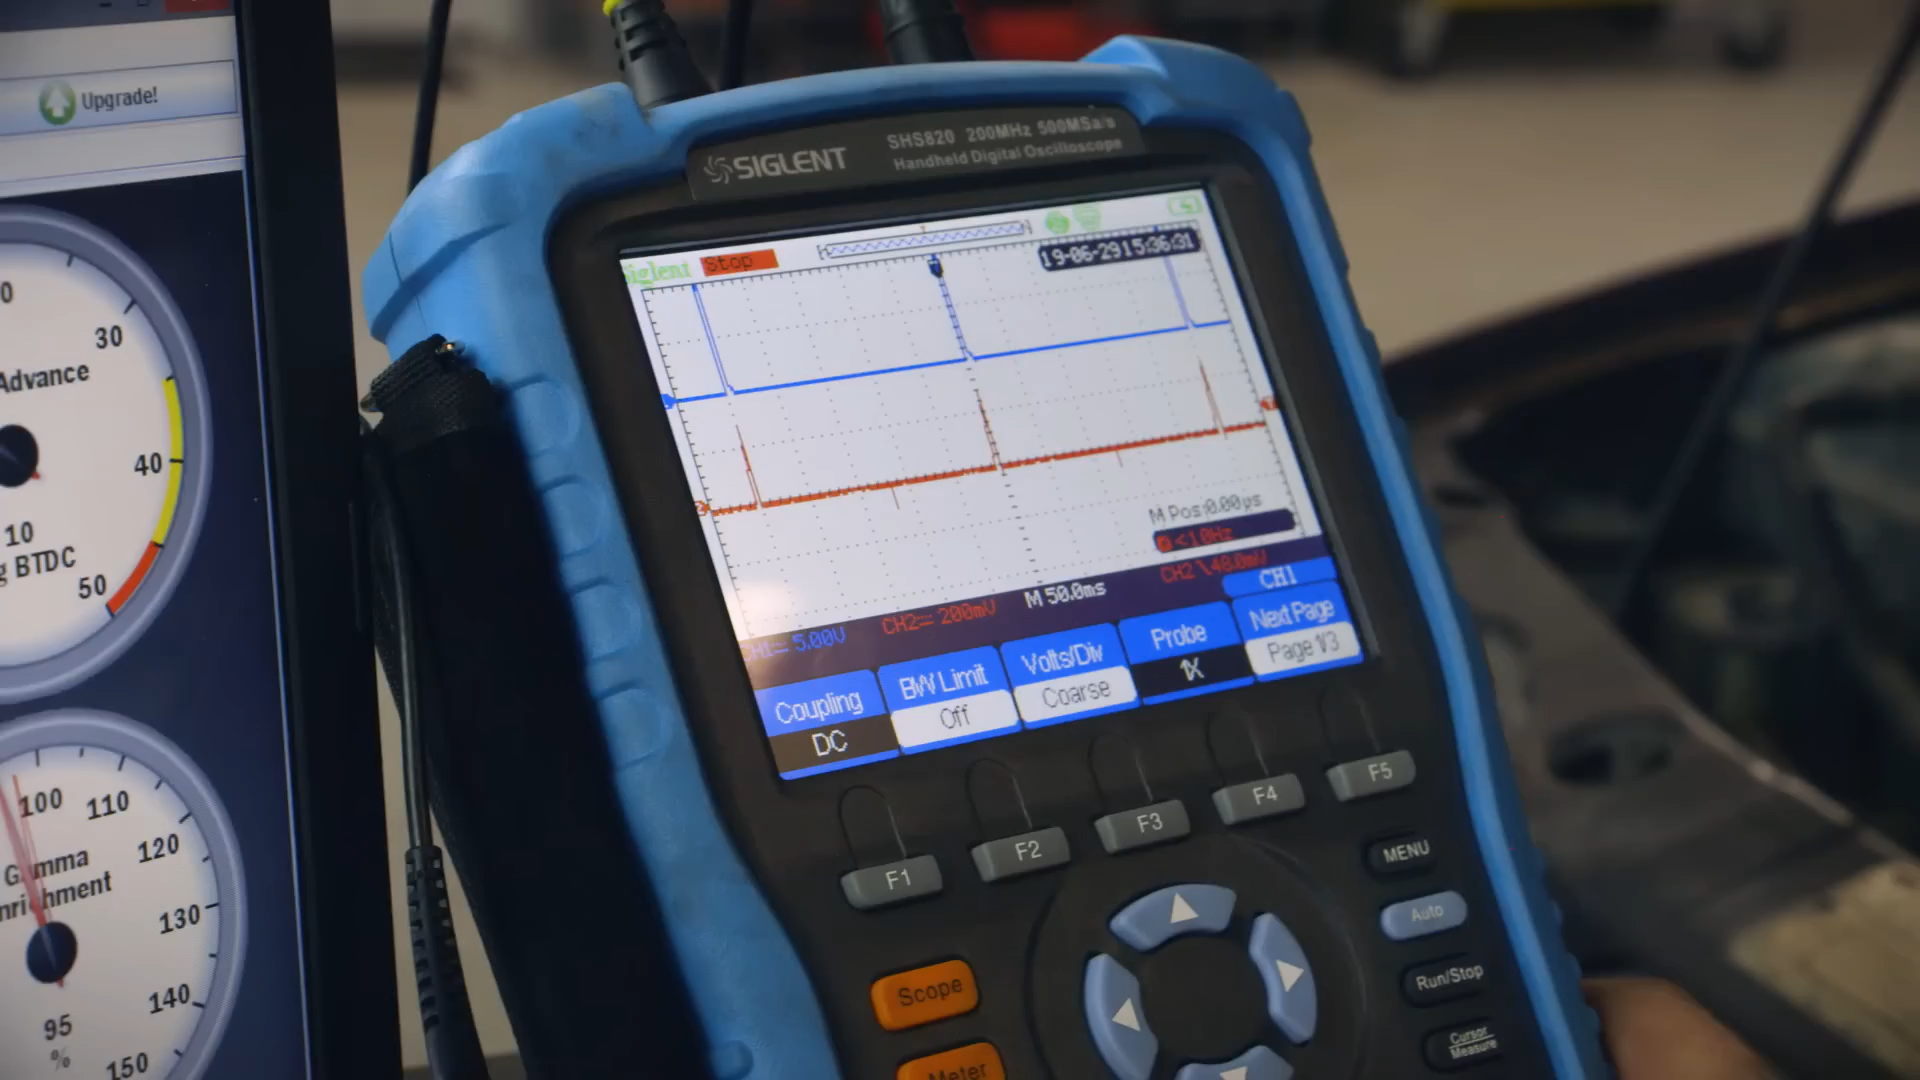 Upgrade!
30
Advance
40
10
g BTDC
50
100
110
Gamma
120
nrichment
130
140
95
%
150
SIGLENT
SHS820 200MHz 500MSa/s
Handheld Digital Oscilloscope
Siglent
Stop
19-06-29 15:36:31
M Pos:0.00µs
<10Hz
CH1= 5.00V
CH2= 200mV
M 50.0ms
CH2 \ 48.0mV
CH1
Coupling
DC
BW Limit
Off
Volts/Div
Coarse
Probe
1X
Next Page
Page 1/3
F1
F2
F3
F4
F5
MENU
Auto
Run/Stop
Cursor
Measure
Scope
Meter